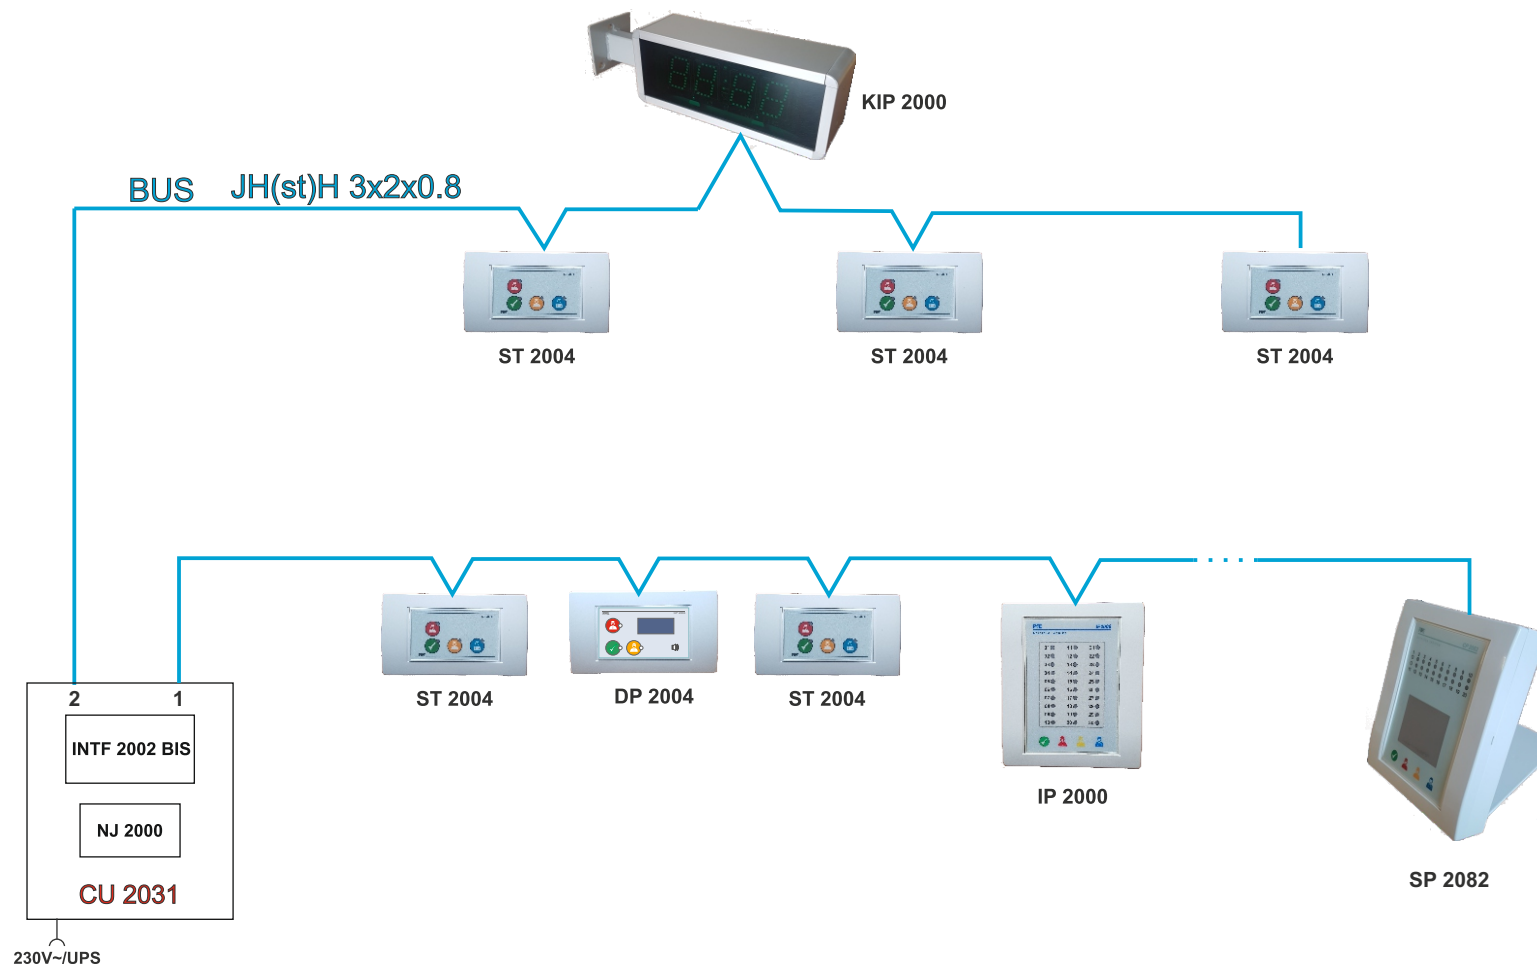 KIP 2000
BUS JH(st)H 3x2x0.8
ST 2004
ST 2004
ST 2004
2
1
INTF 2002 BIS
NJ 2000
CU 2031
230V~/UPS
ST 2004
DP 2004
ST 2004
IP 2000
SP 2082